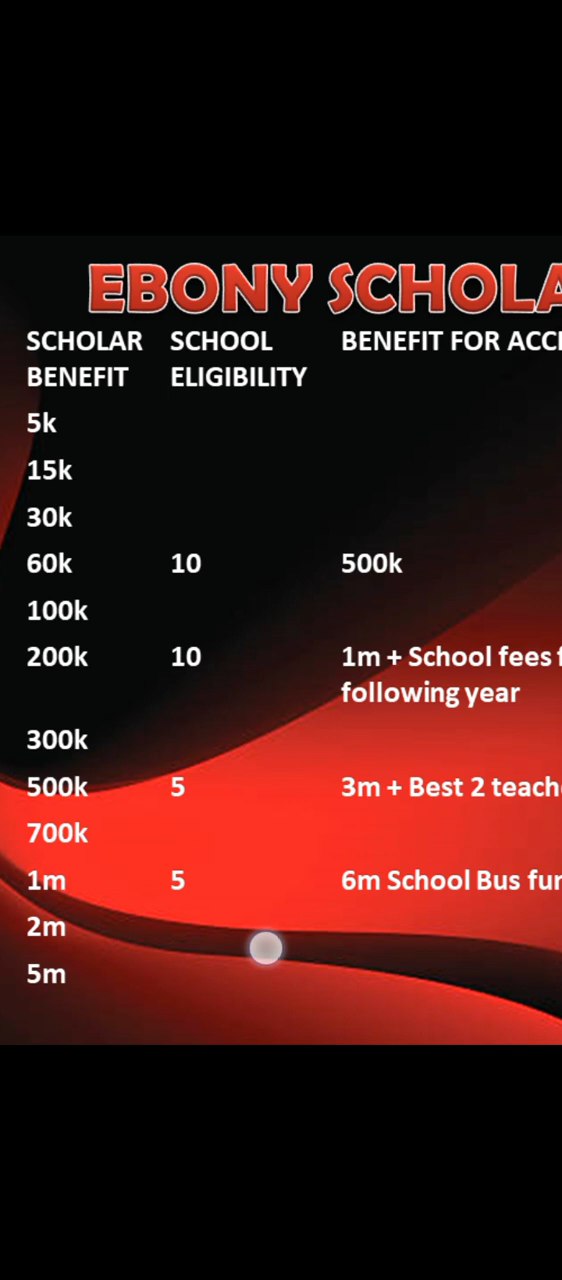 EBONY SCHOLA
SCHOLAR SCHOOL BENEFIT FOR ACC
BENEFIT ELIGIBILITY
5k
15k
30k
60k 10 500k
100k
200k 10 1m + School fees f
following year
300k
500k 5 3m + Best 2 teach
700k
1m 5 6m School Bus fu
2m
5m